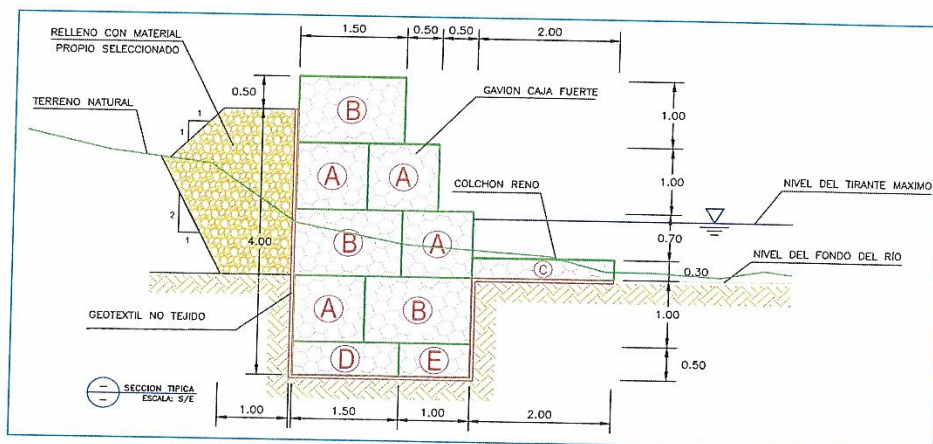 1.50
0.50
0.50
2.00
RELLENO CON MATERIAL
PROPIO SELECCIONADO
0.50
TERRENO NATURAL
GAVION CAJA FUERTE
B
1.00
1
1
A
A
1.00
COLCHON RENO
NIVEL DEL TIRANTE MAXIMO
2
1
4.00
B
A
0.70
NIVEL DEL FONDO DEL RÍO
C
0.30
GEOTEXTIL NO TEJIDO
A
B
1.00
D
E
0.50
SECCION TIPICA
ESCALA: S/E
1.00
1.50
1.00
2.00